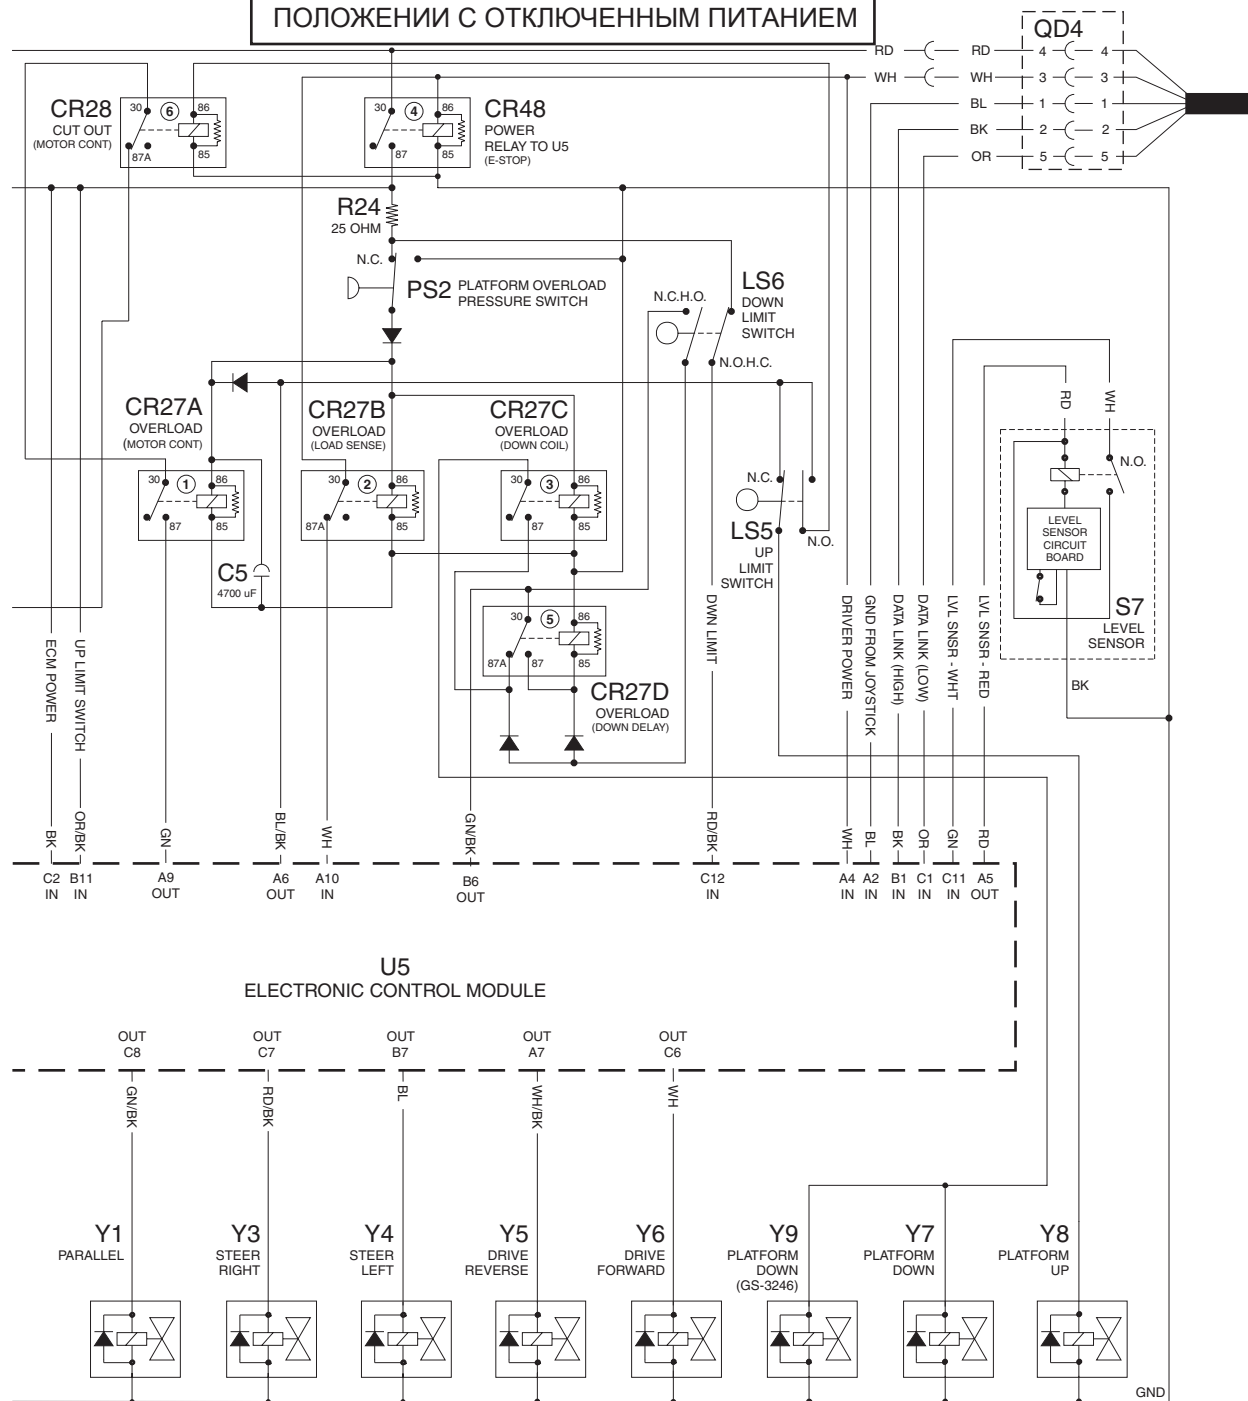 ПОЛОЖЕНИИ С ОТКЛЮЧЕННЫМ ПИТАНИЕМ
QD4
RD RD 4 4
WH WH 3 3
BL 1 1
BK 2 2
OR 5 5
CR28
CUT OUT
(MOTOR CONT)
30 6 86
87A 85
30 4 86
87 85
CR48
POWER
RELAY TO U5
(E-STOP)
R24
25 OHM
N.C.
PS2
PLATFORM OVERLOAD
PRESSURE SWITCH
N.C.H.O.
LS6
DOWN
LIMIT
SWITCH
N.O.H.C.
CR27A
OVERLOAD
(MOTOR CONT)
30 1 86
87 85
CR27B
OVERLOAD
(LOAD SENSE)
30 2 86
87A 85
CR27C
OVERLOAD
(DOWN COIL)
30 3 86
87 85
N.C.
LS5
UP
LIMIT
SWITCH
N.O.
RD
WH
N.O.
LEVEL
SENSOR
CIRCUIT
BOARD
S7
LEVEL
SENSOR
BK
C5
4700 uF
30 5 86
87A 87 85
CR27D
OVERLOAD
(DOWN DELAY)
ECM POWER
UP LIMIT SWITCH
DWN LIMIT
DRIVER POWER
GND FROM JOYSTICK
DATA LINK (HIGH)
DATA LINK (LOW)
LVL SNSR - WHT
LVL SNSR - RED
BK
OR/BK
GN
BL/BK
WH
GN/BK
RD/BK
WH
BL
BK
OR
GN
RD
C2 B11 A9 A6 A10 B6 C12 A4 A2 B1 C1 C11 A5
IN IN OUT OUT IN OUT IN IN IN IN IN IN OUT
U5
ELECTRONIC CONTROL MODULE
OUT OUT OUT OUT OUT
C8 C7 B7 A7 C6
GN/BK
RD/BK
BL
WH/BK
WH
Y1
PARALLEL
Y3
STEER
RIGHT
Y4
STEER
LEFT
Y5
DRIVE
REVERSE
Y6
DRIVE
FORWARD
Y9
PLATFORM
DOWN
(GS-3246)
Y7
PLATFORM
DOWN
Y8
PLATFORM
UP
GND